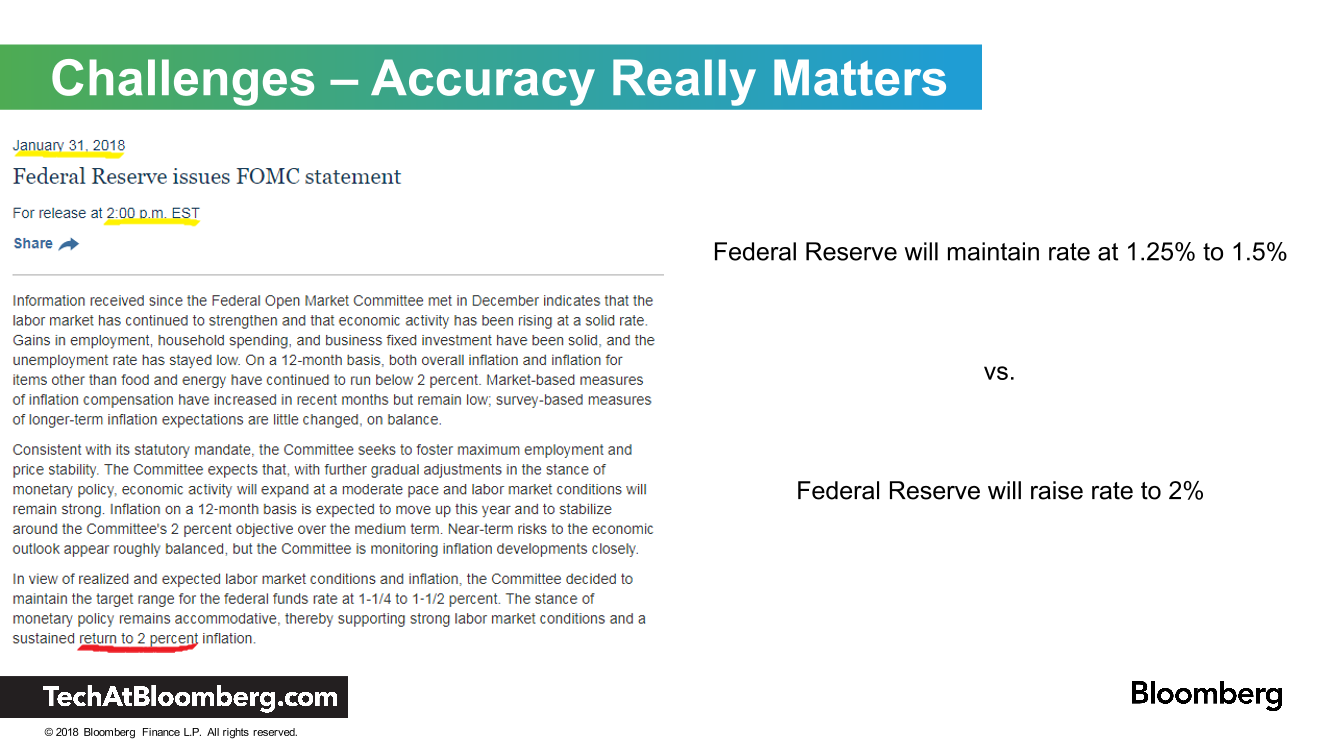 Challenges – Accuracy Really Matters
January 31, 2018
Federal Reserve issues FOMC statement
For release at 2:00 p.m. EST
Share
Information received since the Federal Open Market Committee met in December indicates that the
labor market has continued to strengthen and that economic activity has been rising at a solid rate.
Gains in employment, household spending, and business fixed investment have been solid, and the
unemployment rate has stayed low. On a 12-month basis, both overall inflation and inflation for
items other than food and energy have continued to run below 2 percent. Market-based measures
of inflation compensation have increased in recent months but remain low; survey-based measures
of longer-term inflation expectations are little changed, on balance.
Consistent with its statutory mandate, the Committee seeks to foster maximum employment and
price stability. The Committee expects that, with further gradual adjustments in the stance of
monetary policy, economic activity will expand at a moderate pace and labor market conditions will
remain strong. Inflation on a 12-month basis is expected to move up this year and to stabilize
around the Committee's 2 percent objective over the medium term. Near-term risks to the economic
outlook appear roughly balanced, but the Committee is monitoring inflation developments closely.
In view of realized and expected labor market conditions and inflation, the Committee decided to
maintain the target range for the federal funds rate at 1-1/4 to 1-1/2 percent. The stance of
monetary policy remains accommodative, thereby supporting strong labor market conditions and a
sustained return to 2 percent inflation.
Federal Reserve will maintain rate at 1.25% to 1.5%
vs.
Federal Reserve will raise rate to 2%
TechAtBloomberg.com
Bloomberg
© 2018 Bloomberg Finance L.P. All rights reserved.